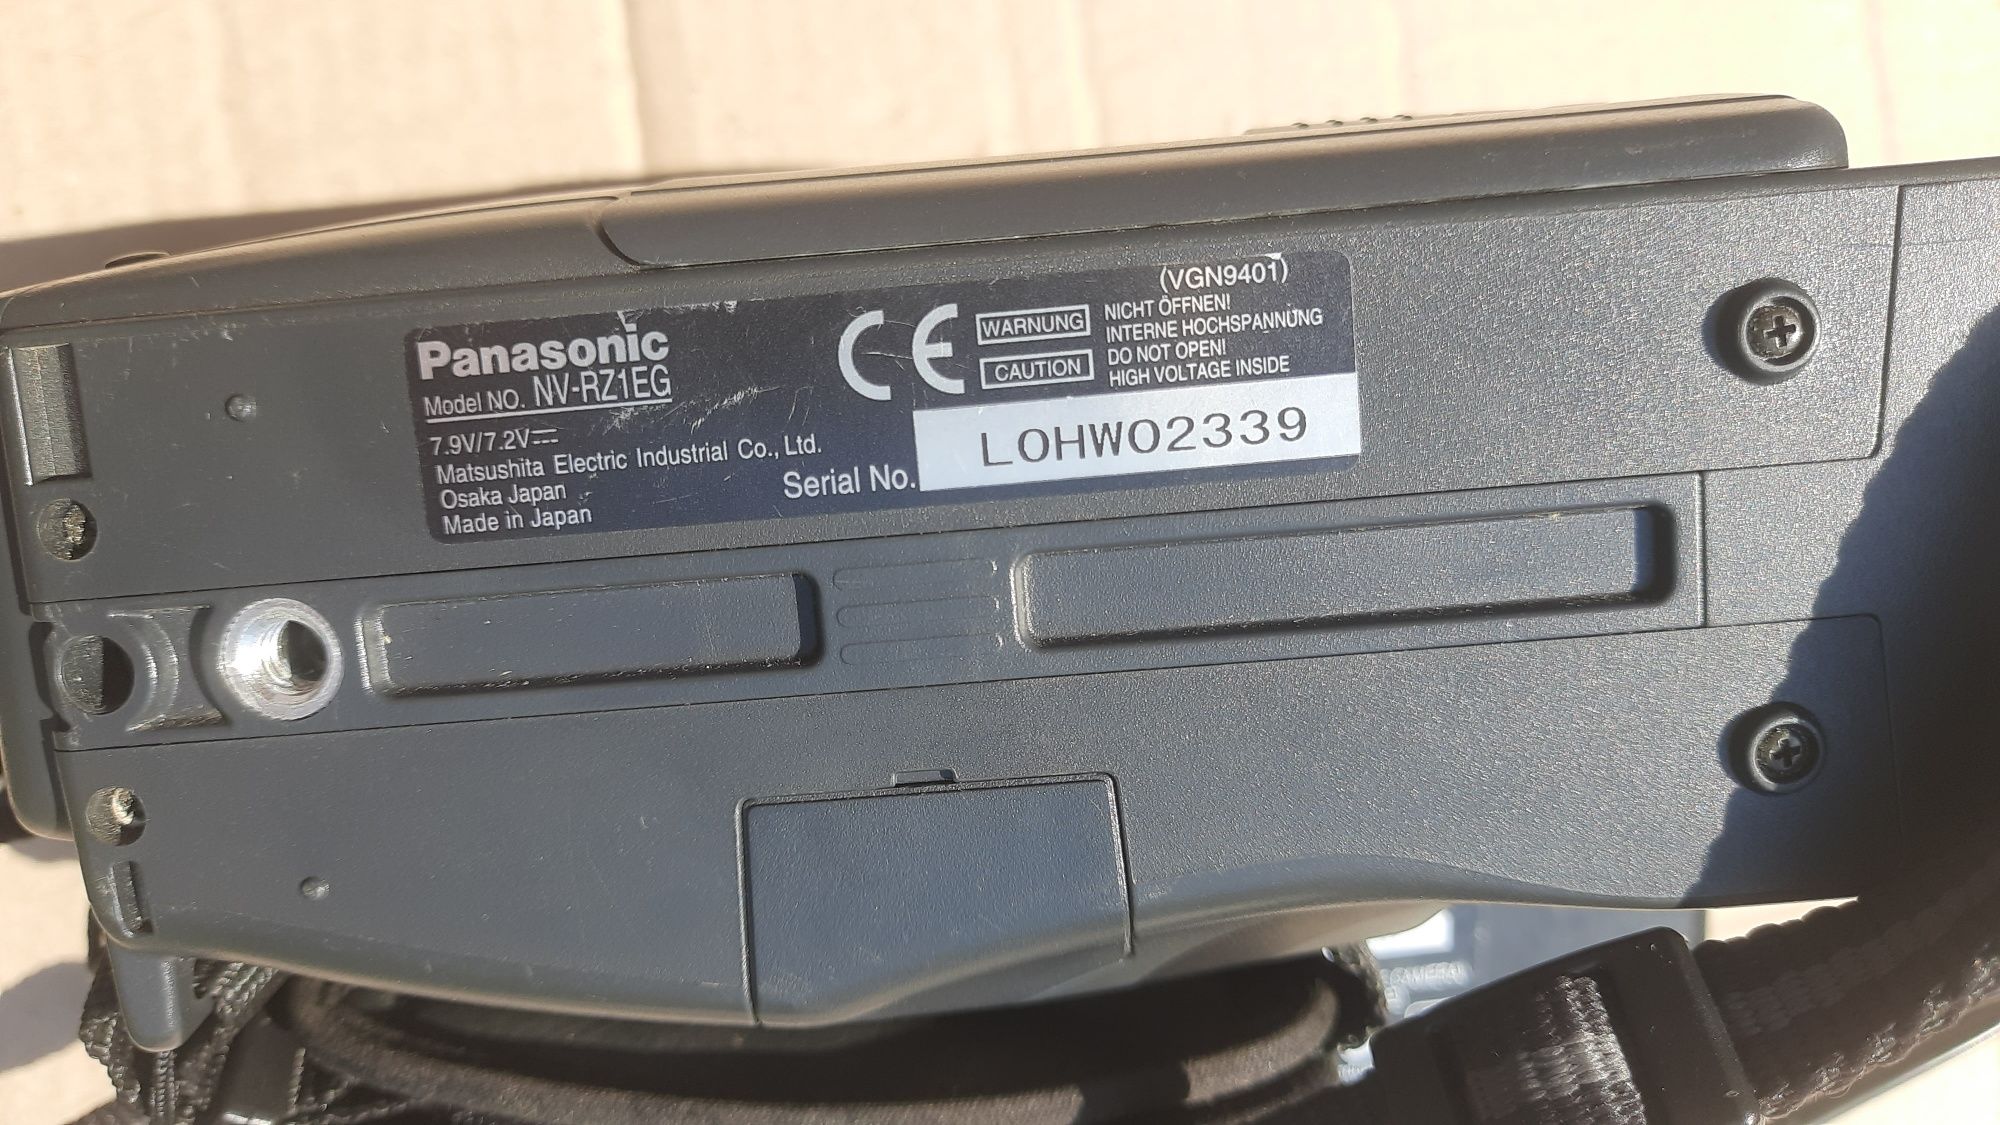 Panasonic
Model NO. NV-RZ1EG
7.9V/7.2V⎓
Matsushita Electric Industrial Co., Ltd.
Osaka Japan
Made in Japan
CE
(VGN9401)
WARNUNG
NICHT ÖFFNEN!
INTERNE HOCHSPANNUNG
CAUTION
DO NOT OPEN!
HIGH VOLTAGE INSIDE
Serial No.
L0HW02339
CAMERA